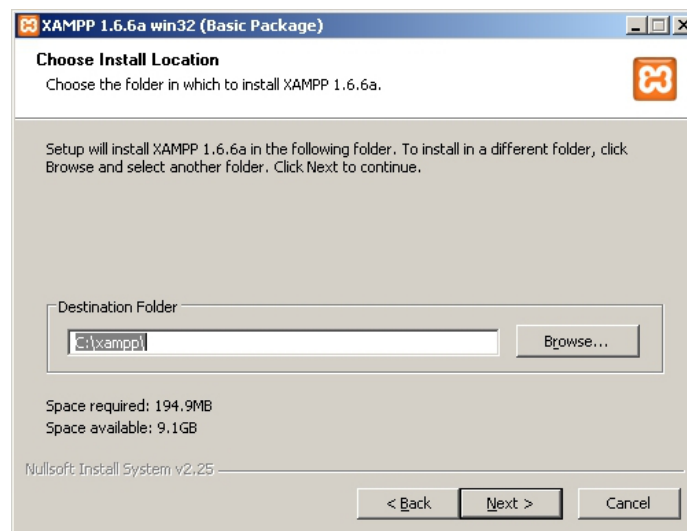 XAMPP 1.6.6a win32 (Basic Package)
Choose Install Location
Choose the folder in which to install XAMPP 1.6.6a.
Setup will install XAMPP 1.6.6a in the following folder. To install in a different folder, click
Browse and select another folder. Click Next to continue.
Destination Folder
C:\xampp\
Browse...
Space required: 194.9MB
Space available: 9.1GB
Nullsoft Install System v2.25
< Back
Next >
Cancel